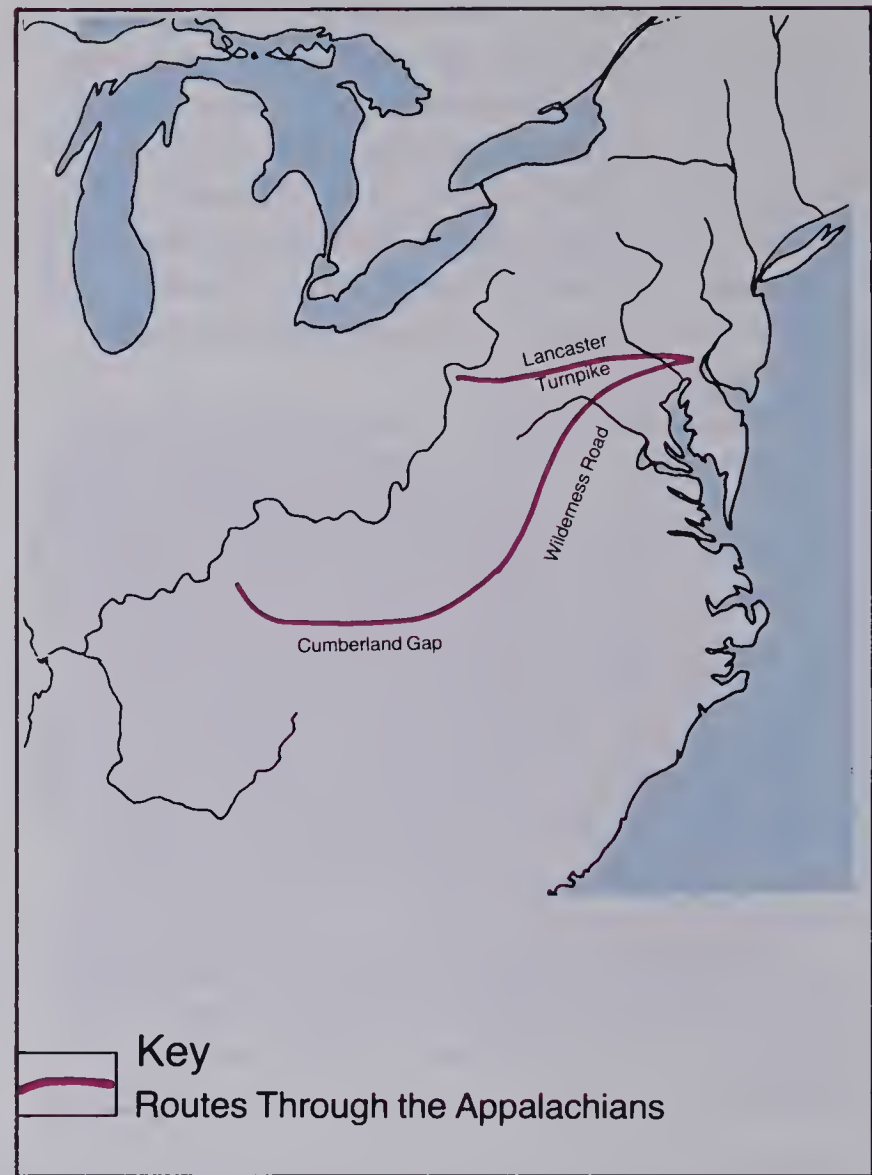 Lancaster
Turnpike
Wilderness Road
Cumberland Gap
Key
Routes Through the Appalachians